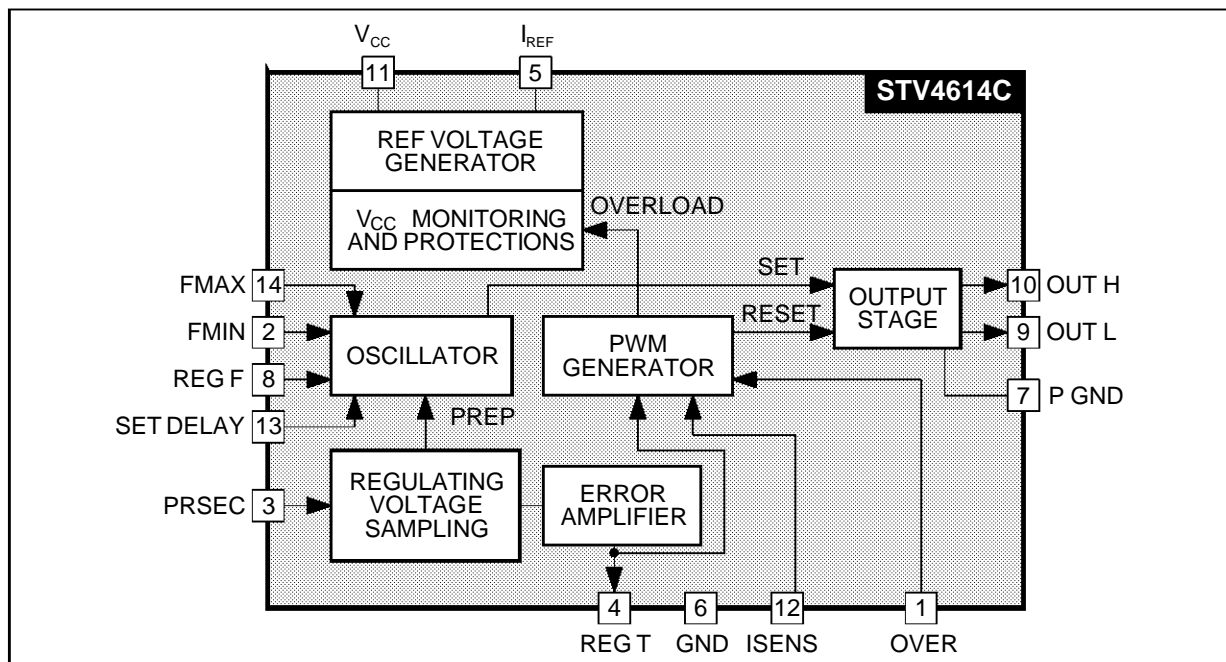 VCC
IREF
11
5
STV4614C
REF VOLTAGE
GENERATOR
VCC MONITORING
AND PROTECTIONS
OVERLOAD
FMAX 14
SET
OUTPUT
STAGE
10 OUT H
FMIN 2
OSCILLATOR
PWM
GENERATOR
RESET
9 OUT L
REG F 8
7 P GND
SET DELAY 13
PREP
PRSEC 3
REGULATING
VOLTAGE
SAMPLING
ERROR
AMPLIFIER
4
6
12
1
REG T
GND
ISENS
OVER